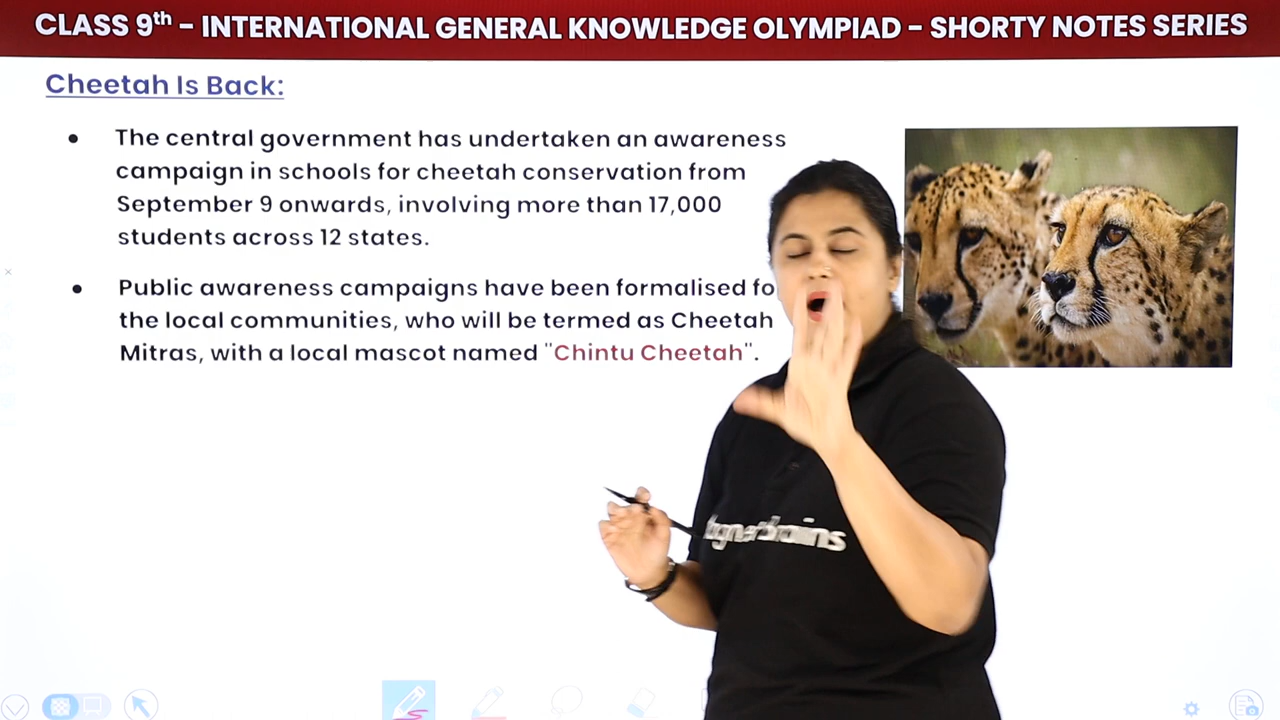 CLASS 9th – INTERNATIONAL GENERAL KNOWLEDGE OLYMPIAD – SHORTY NOTES SERIES
Cheetah Is Back:
• The central government has undertaken an awareness
campaign in schools for cheetah conservation from
September 9 onwards, involving more than 17,000
students across 12 states.
• Public awareness campaigns have been formalised fo
the local communities, who will be termed as Cheetah
Mitras, with a local mascot named "Chintu Cheetah".